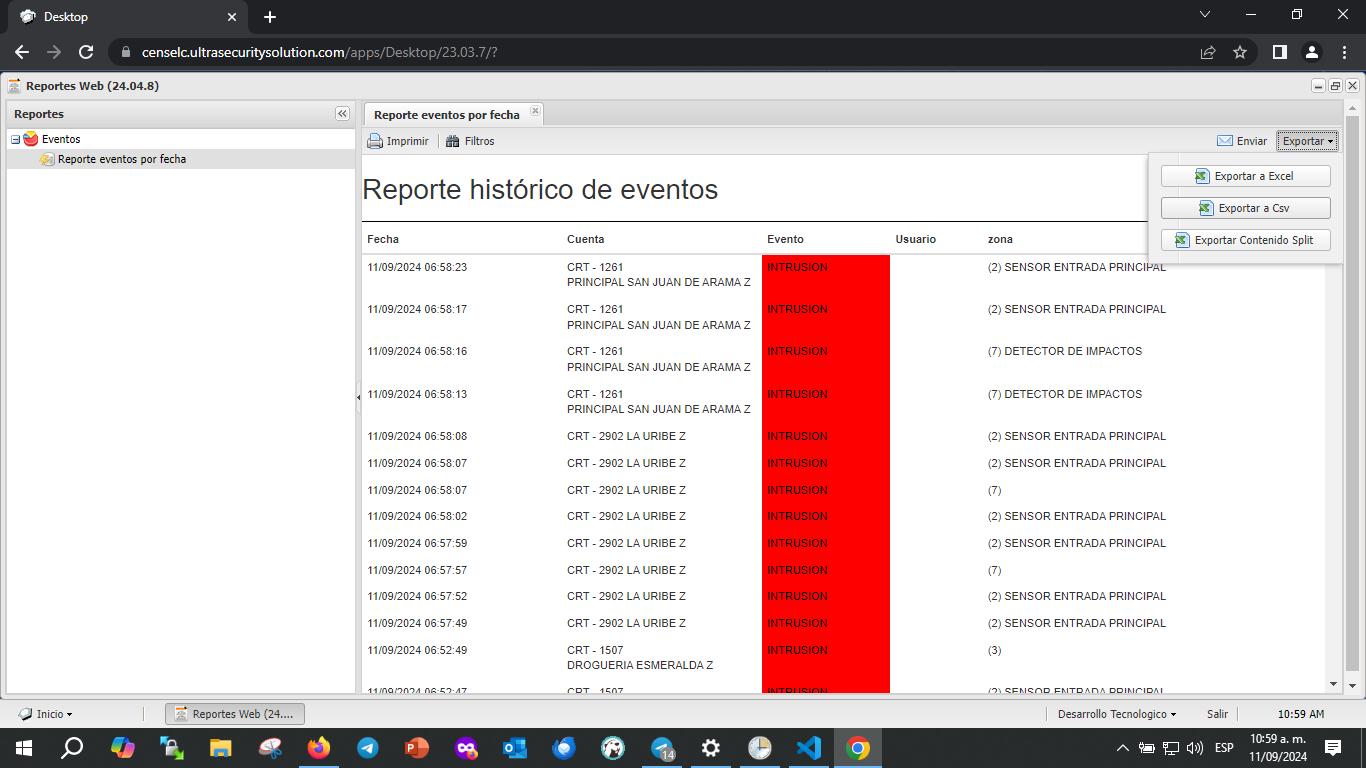 Desktop
censelc.ultrasecuritysolution.com/apps/Desktop/23.03.7/?
Reportes Web (24.04.8)
Reportes
Eventos
Reporte eventos por fecha
Reporte eventos por fecha
Imprimir
Filtros
Enviar
Exportar
Exportar a Excel
Exportar a Csv
Exportar Contenido Split
Reporte histórico de eventos
Fecha Cuenta Evento Usuario zona
11/09/2024 06:58:23 CRT - 1261 INTRUSION (2) SENSOR ENTRADA PRINCIPAL
PRINCIPAL SAN JUAN DE ARAMA Z
11/09/2024 06:58:17 CRT - 1261 INTRUSION (2) SENSOR ENTRADA PRINCIPAL
PRINCIPAL SAN JUAN DE ARAMA Z
11/09/2024 06:58:16 CRT - 1261 INTRUSION (7) DETECTOR DE IMPACTOS
PRINCIPAL SAN JUAN DE ARAMA Z
11/09/2024 06:58:13 CRT - 1261 INTRUSION (7) DETECTOR DE IMPACTOS
PRINCIPAL SAN JUAN DE ARAMA Z
11/09/2024 06:58:08 CRT - 2902 LA URIBE Z INTRUSION (2) SENSOR ENTRADA PRINCIPAL
11/09/2024 06:58:07 CRT - 2902 LA URIBE Z INTRUSION (2) SENSOR ENTRADA PRINCIPAL
11/09/2024 06:58:07 CRT - 2902 LA URIBE Z INTRUSION (7)
11/09/2024 06:58:02 CRT - 2902 LA URIBE Z INTRUSION (2) SENSOR ENTRADA PRINCIPAL
11/09/2024 06:57:59 CRT - 2902 LA URIBE Z INTRUSION (2) SENSOR ENTRADA PRINCIPAL
11/09/2024 06:57:57 CRT - 2902 LA URIBE Z INTRUSION (7)
11/09/2024 06:57:52 CRT - 2902 LA URIBE Z INTRUSION (2) SENSOR ENTRADA PRINCIPAL
11/09/2024 06:57:49 CRT - 2902 LA URIBE Z INTRUSION (2) SENSOR ENTRADA PRINCIPAL
11/09/2024 06:52:49 CRT - 1507 INTRUSION (3)
DROGUERIA ESMERALDA Z
11/09/2024 06:52:47 CRT - 1507 INTRUSION (2) SENSOR ENTRADA PRINCIPAL
Inicio
Reportes Web (24....
Desarrollo Tecnologico
Salir
10:59 AM
14
ESP
10:59 a. m.
11/09/2024